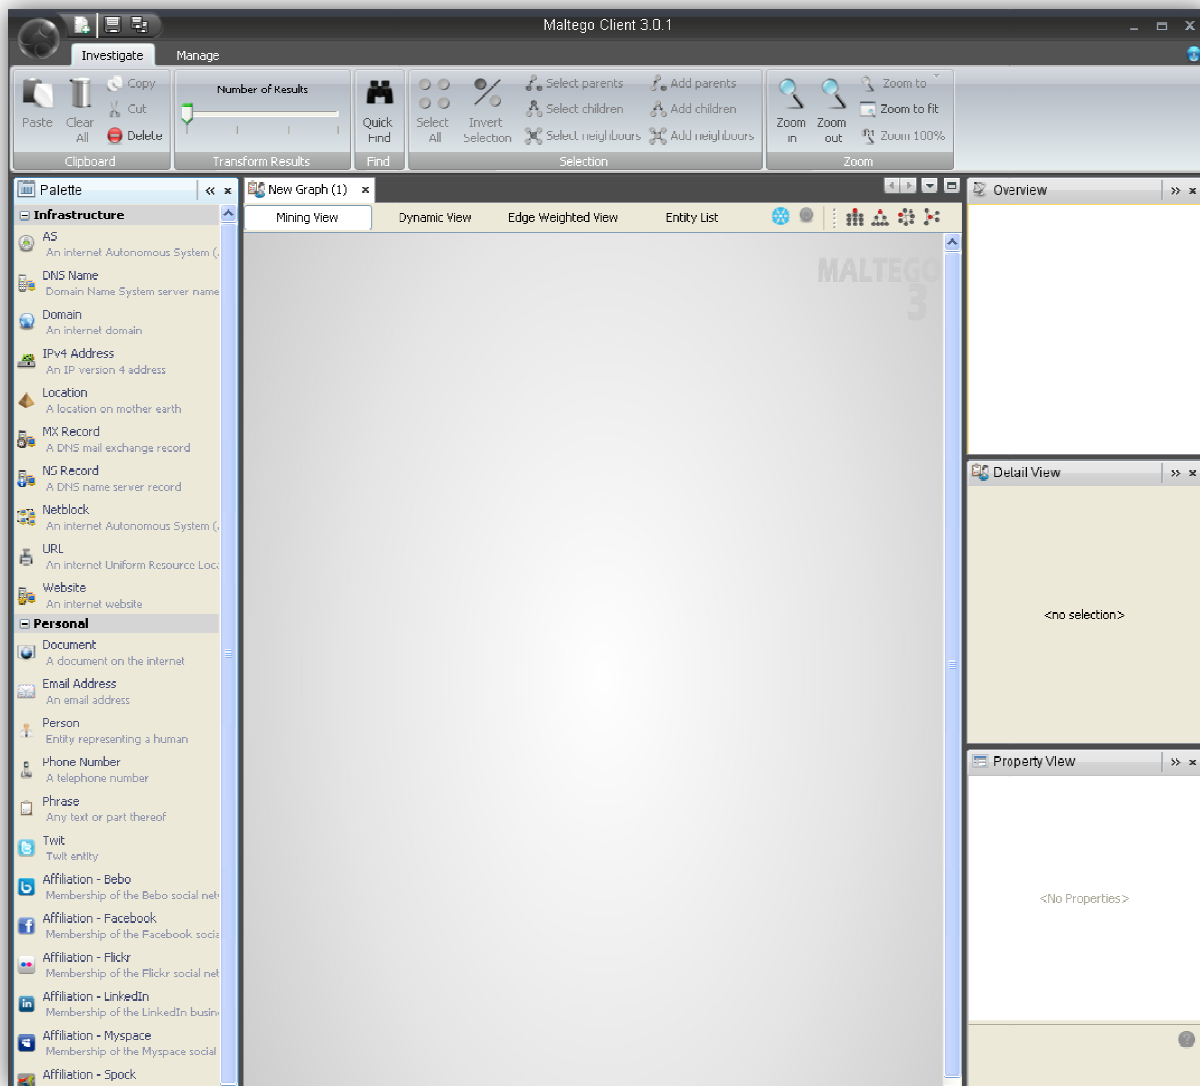 Maltego Client 3.0.1
Investigate
Manage
Paste
Clear All
Copy
Cut
Delete
Clipboard
Number of Results
Transform Results
Quick Find
Find
Select All
Invert Selection
Select parents
Select children
Select neighbours
Add parents
Add children
Add neighbours
Selection
Zoom in
Zoom out
Zoom to
Zoom to fit
Zoom 100%
Zoom
Palette
Infrastructure
AS
An internet Autonomous System (.
DNS Name
Domain Name System server name
Domain
An internet domain
IPv4 Address
An IP version 4 address
Location
A location on mother earth
MX Record
A DNS mail exchange record
NS Record
A DNS name server record
Netblock
An internet Autonomous System (.
URL
An internet Uniform Resource Loca
Website
An internet website
Personal
Document
A document on the internet
Email Address
An email address
Person
Entity representing a human
Phone Number
A telephone number
Phrase
Any text or part thereof
Twit
Twit entity
Affiliation - Bebo
Membership of the Bebo social net
Affiliation - Facebook
Membership of the Facebook socia
Affiliation - Flickr
Membership of the Flickr social net
Affiliation - LinkedIn
Membership of the LinkedIn busin
Affiliation - Myspace
Membership of the Myspace social
Affiliation - Spock
New Graph (1)
Mining View
Dynamic View
Edge Weighted View
Entity List
MALTEGO
3
Overview
Detail View
<no selection>
Property View
<No Properties>